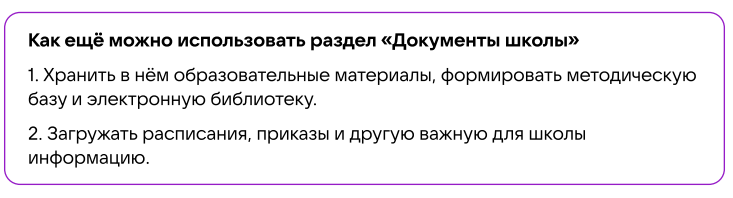 Как ещё можно использовать раздел «Документы школы»
1. Хранить в нём образовательные материалы, формировать методическую
базу и электронную библиотеку.
2. Загружать расписания, приказы и другую важную для школы
информацию.